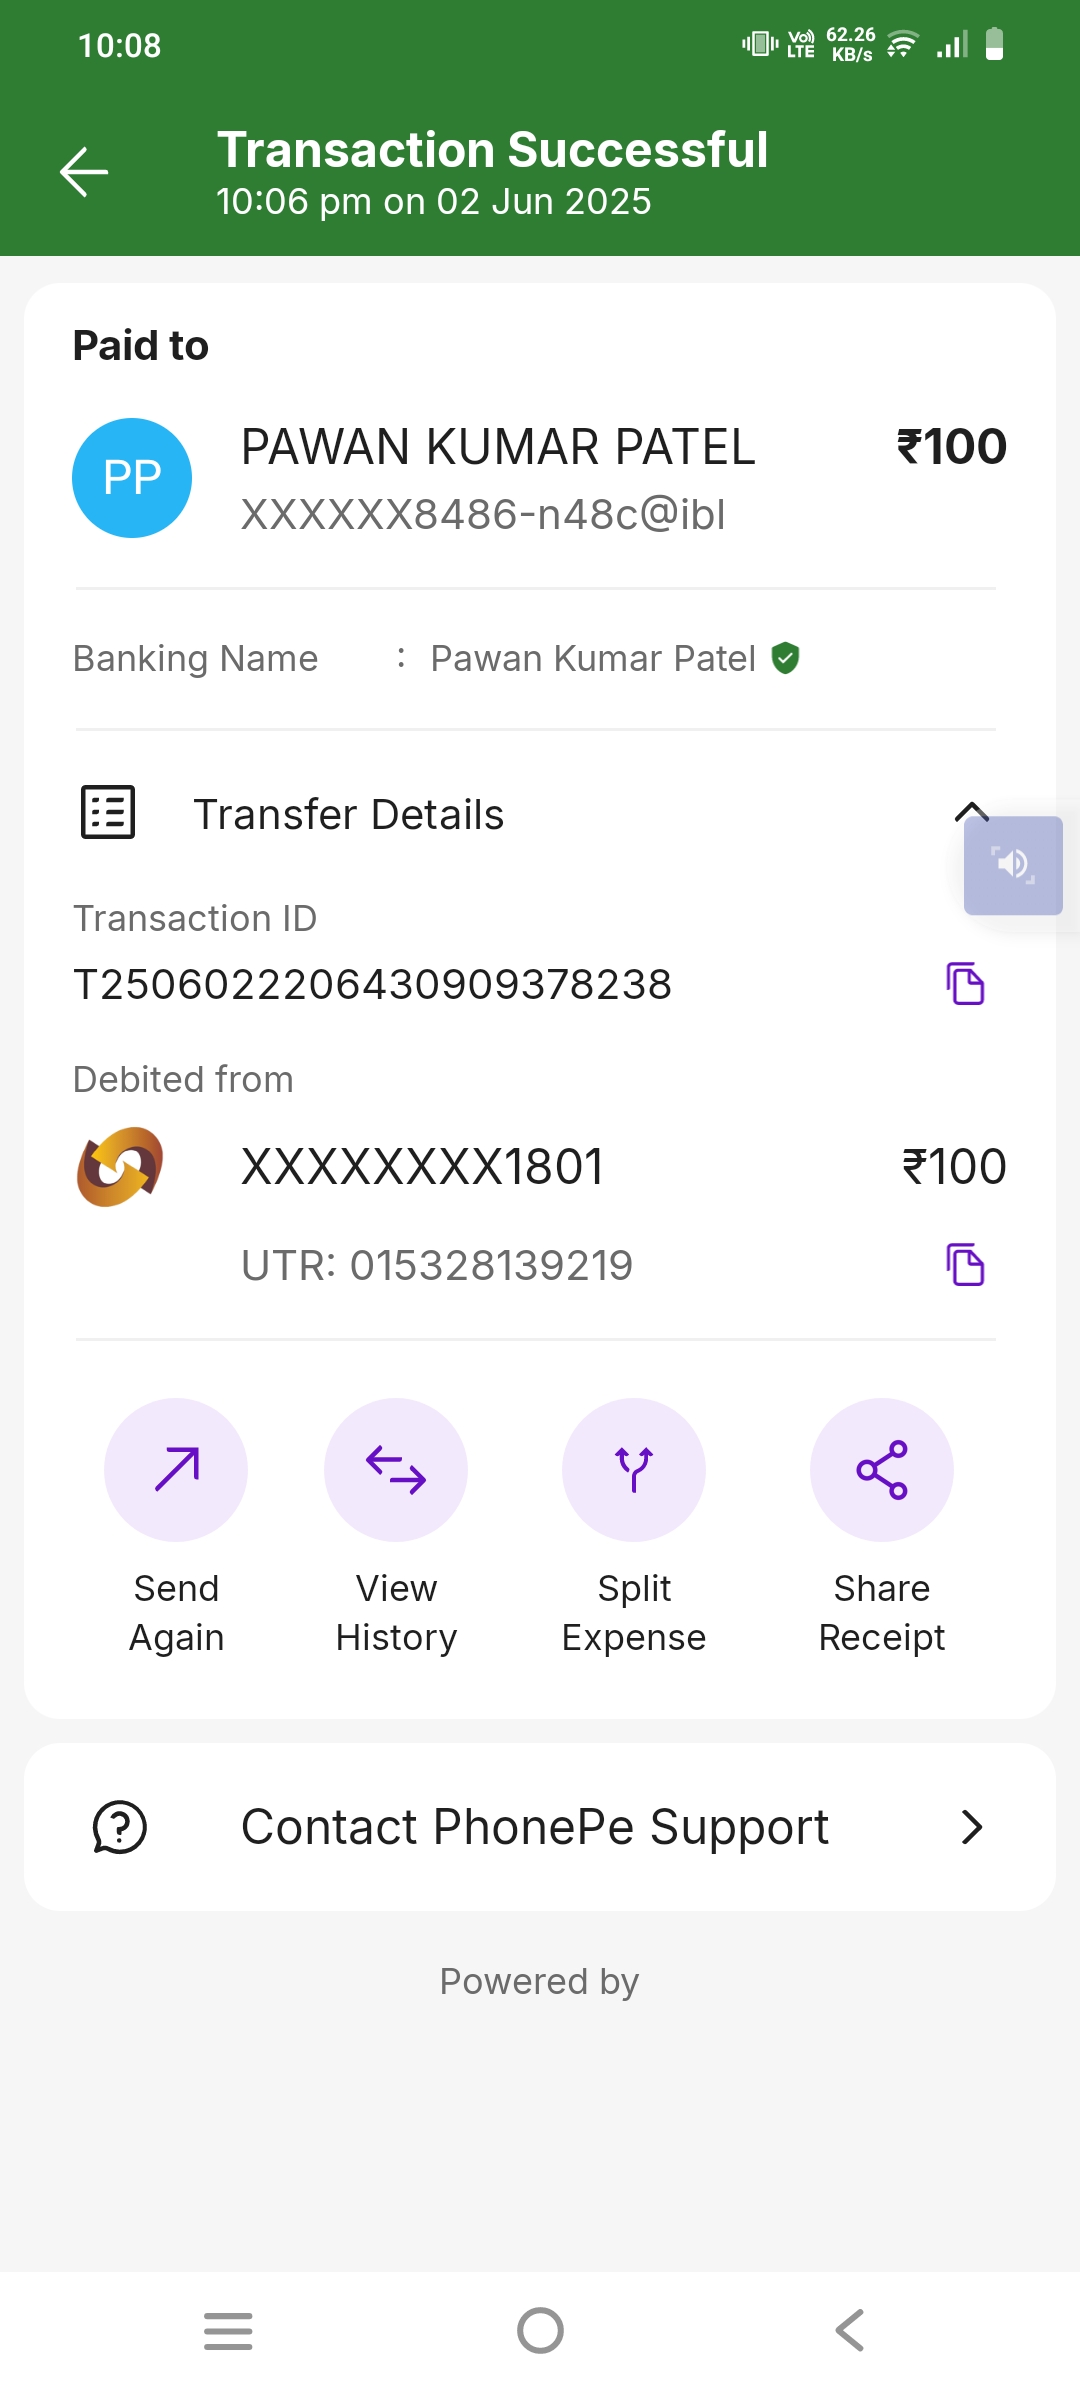 10:08
Vo) LTE 62.26 KB/s
Transaction Successful
10:06 pm on 02 Jun 2025
Paid to
PP PAWAN KUMAR PATEL ₹100
XXXXXX8486-n48c@ibl
Banking Name : Pawan Kumar Patel
Transfer Details
Transaction ID
T2506022206430909378238
Debited from
XXXXXXXX1801 ₹100
UTR: 015328139219
Send Again
View History
Split Expense
Share Receipt
Contact PhonePe Support
Powered by